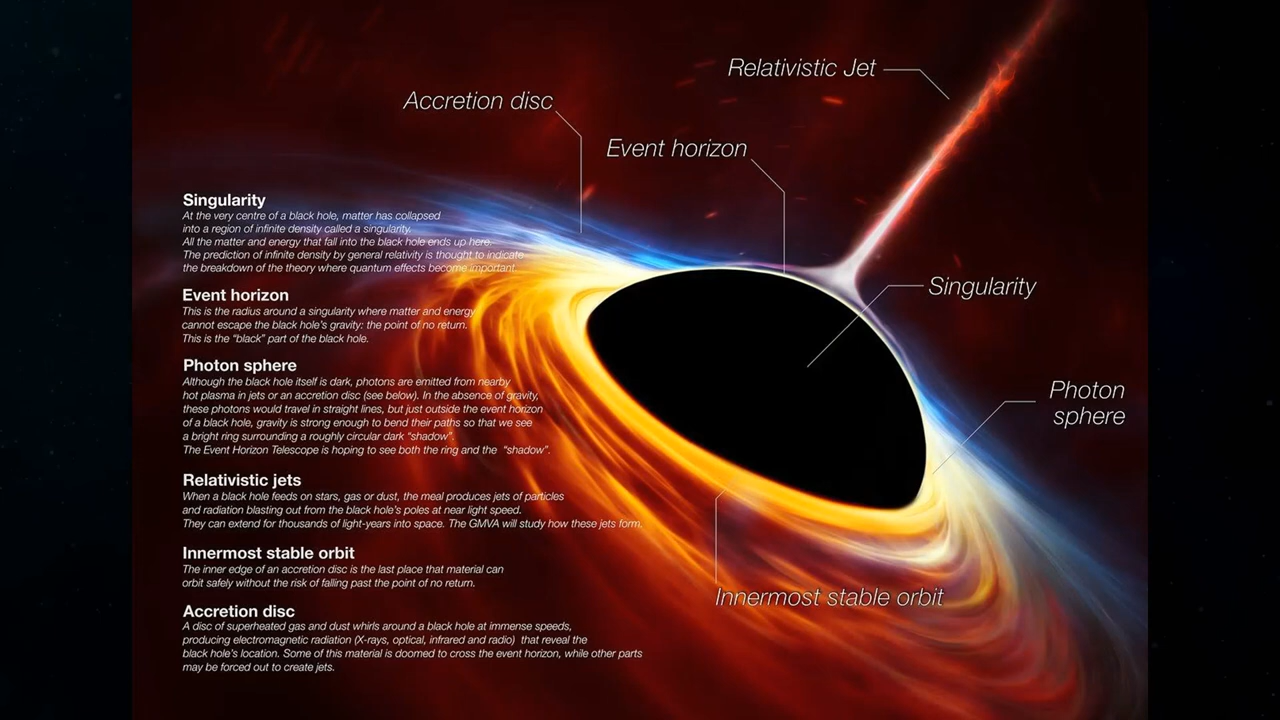 Relativistic Jet
Accretion disc
Event horizon
Singularity
Photon
sphere
Innermost stable orbit
Singularity
At the very centre of a black hole, matter has collapsed
into a region of infinite density called a singularity.
All the matter and energy that fall into the black hole ends up here.
The prediction of infinite density by general relativity is thought to indicate
the breakdown of the theory where quantum effects become important.
Event horizon
This is the radius around a singularity where matter and energy
cannot escape the black hole's gravity: the point of no return.
This is the "black" part of the black hole.
Photon sphere
Although the black hole itself is dark, photons are emitted from nearby
hot plasma in jets or an accretion disc (see below). In the absence of gravity,
these photons would travel in straight lines, but just outside the event horizon
of a black hole, gravity is strong enough to bend their paths so that we see
a bright ring surrounding a roughly circular dark "shadow".
The Event Horizon Telescope is hoping to see both the ring and the "shadow".
Relativistic jets
When a black hole feeds on stars, gas or dust, the meal produces jets of particles
and radiation blasting out from the black hole's poles at near light speed.
They can extend for thousands of light-years into space. The GMVA will study how these jets form.
Innermost stable orbit
The inner edge of an accretion disc is the last place that material can
orbit safely without the risk of falling past the point of no return.
Accretion disc
A disc of superheated gas and dust whirls around a black hole at immense speeds,
producing electromagnetic radiation (X-rays, optical, infrared and radio) that reveal the
black hole's location. Some of this material is doomed to cross the event horizon, while other parts
may be forced out to create jets.